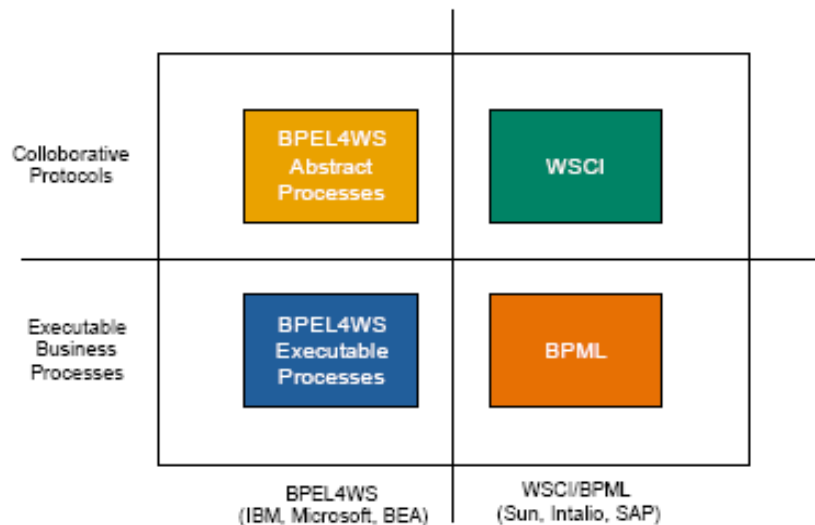 Colloborative
Protocols
BPEL4WS
Abstract
Processes
WSCI
Executable
Business
Processes
BPEL4WS
Executable
Processes
BPML
BPEL4WS
(IBM, Microsoft, BEA)
WSCI/BPML
(Sun, Intalio, SAP)